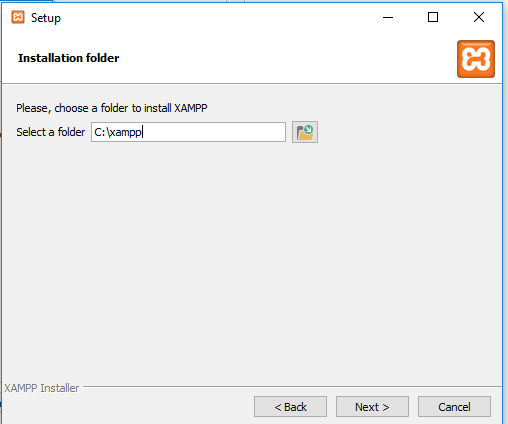 Setup
Installation folder
Please, choose a folder to install XAMPP
Select a folder C:\xampp
XAMPP Installer
< Back Next > Cancel